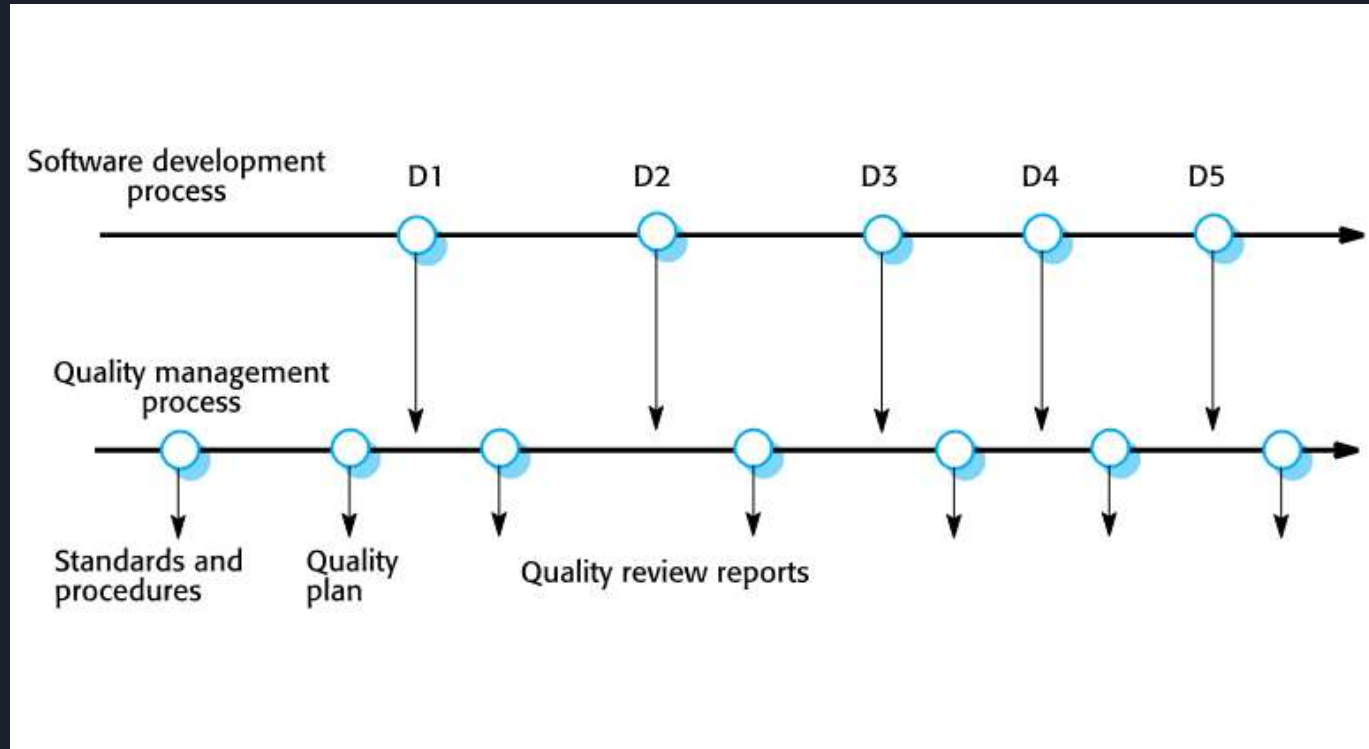 Software development
process
D1
D2
D3
D4
D5
Quality management
process
Standards and
procedures
Quality
plan
Quality review reports